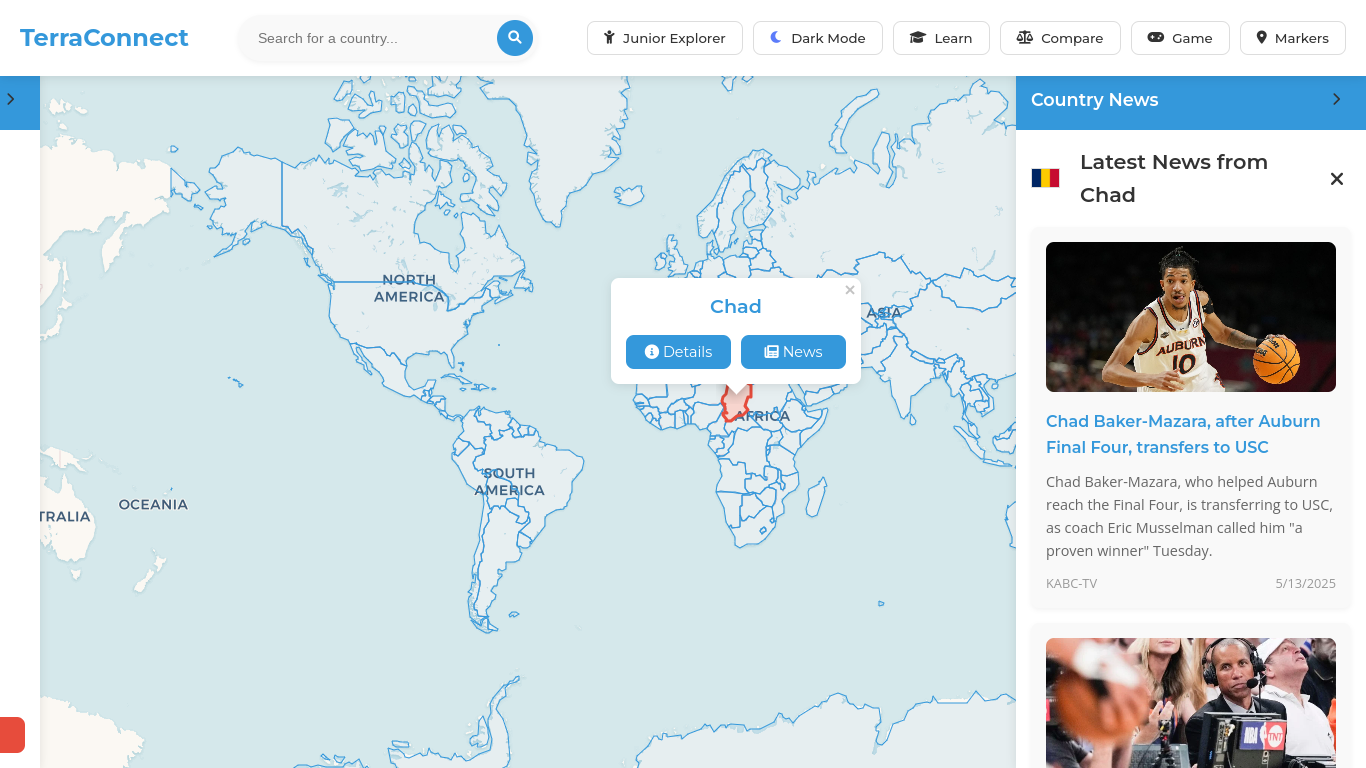 TerraConnect
Search for a country...
Junior Explorer
Dark Mode
Learn
Compare
Game
Markers
Country News
Latest News from
Chad
AUBURN
10
Chad Baker-Mazara, after Auburn
Final Four, transfers to USC
Chad Baker-Mazara, who helped Auburn
reach the Final Four, is transferring to USC,
as coach Eric Musselman called him "a
proven winner" Tuesday.
KABC-TV
5/13/2025
NBA
TNT
NORTH
AMERICA
ASIA
Chad
×
Details
News
AFRICA
SOUTH
AMERICA
OCEANIA
TRALIA